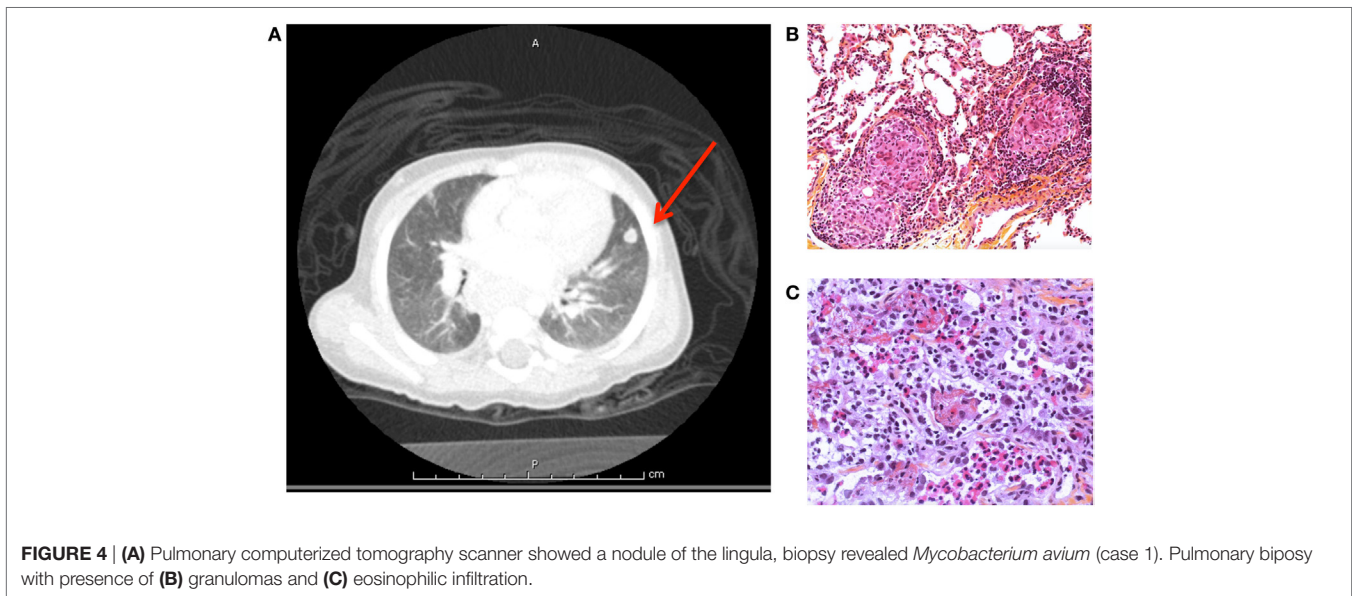 A
A
B
C
P
cm
FIGURE 4 | (A) Pulmonary computerized tomography scanner showed a nodule of the lingula, biopsy revealed Mycobacterium avium (case 1). Pulmonary biposy
with presence of (B) granulomas and (C) eosinophilic infiltration.